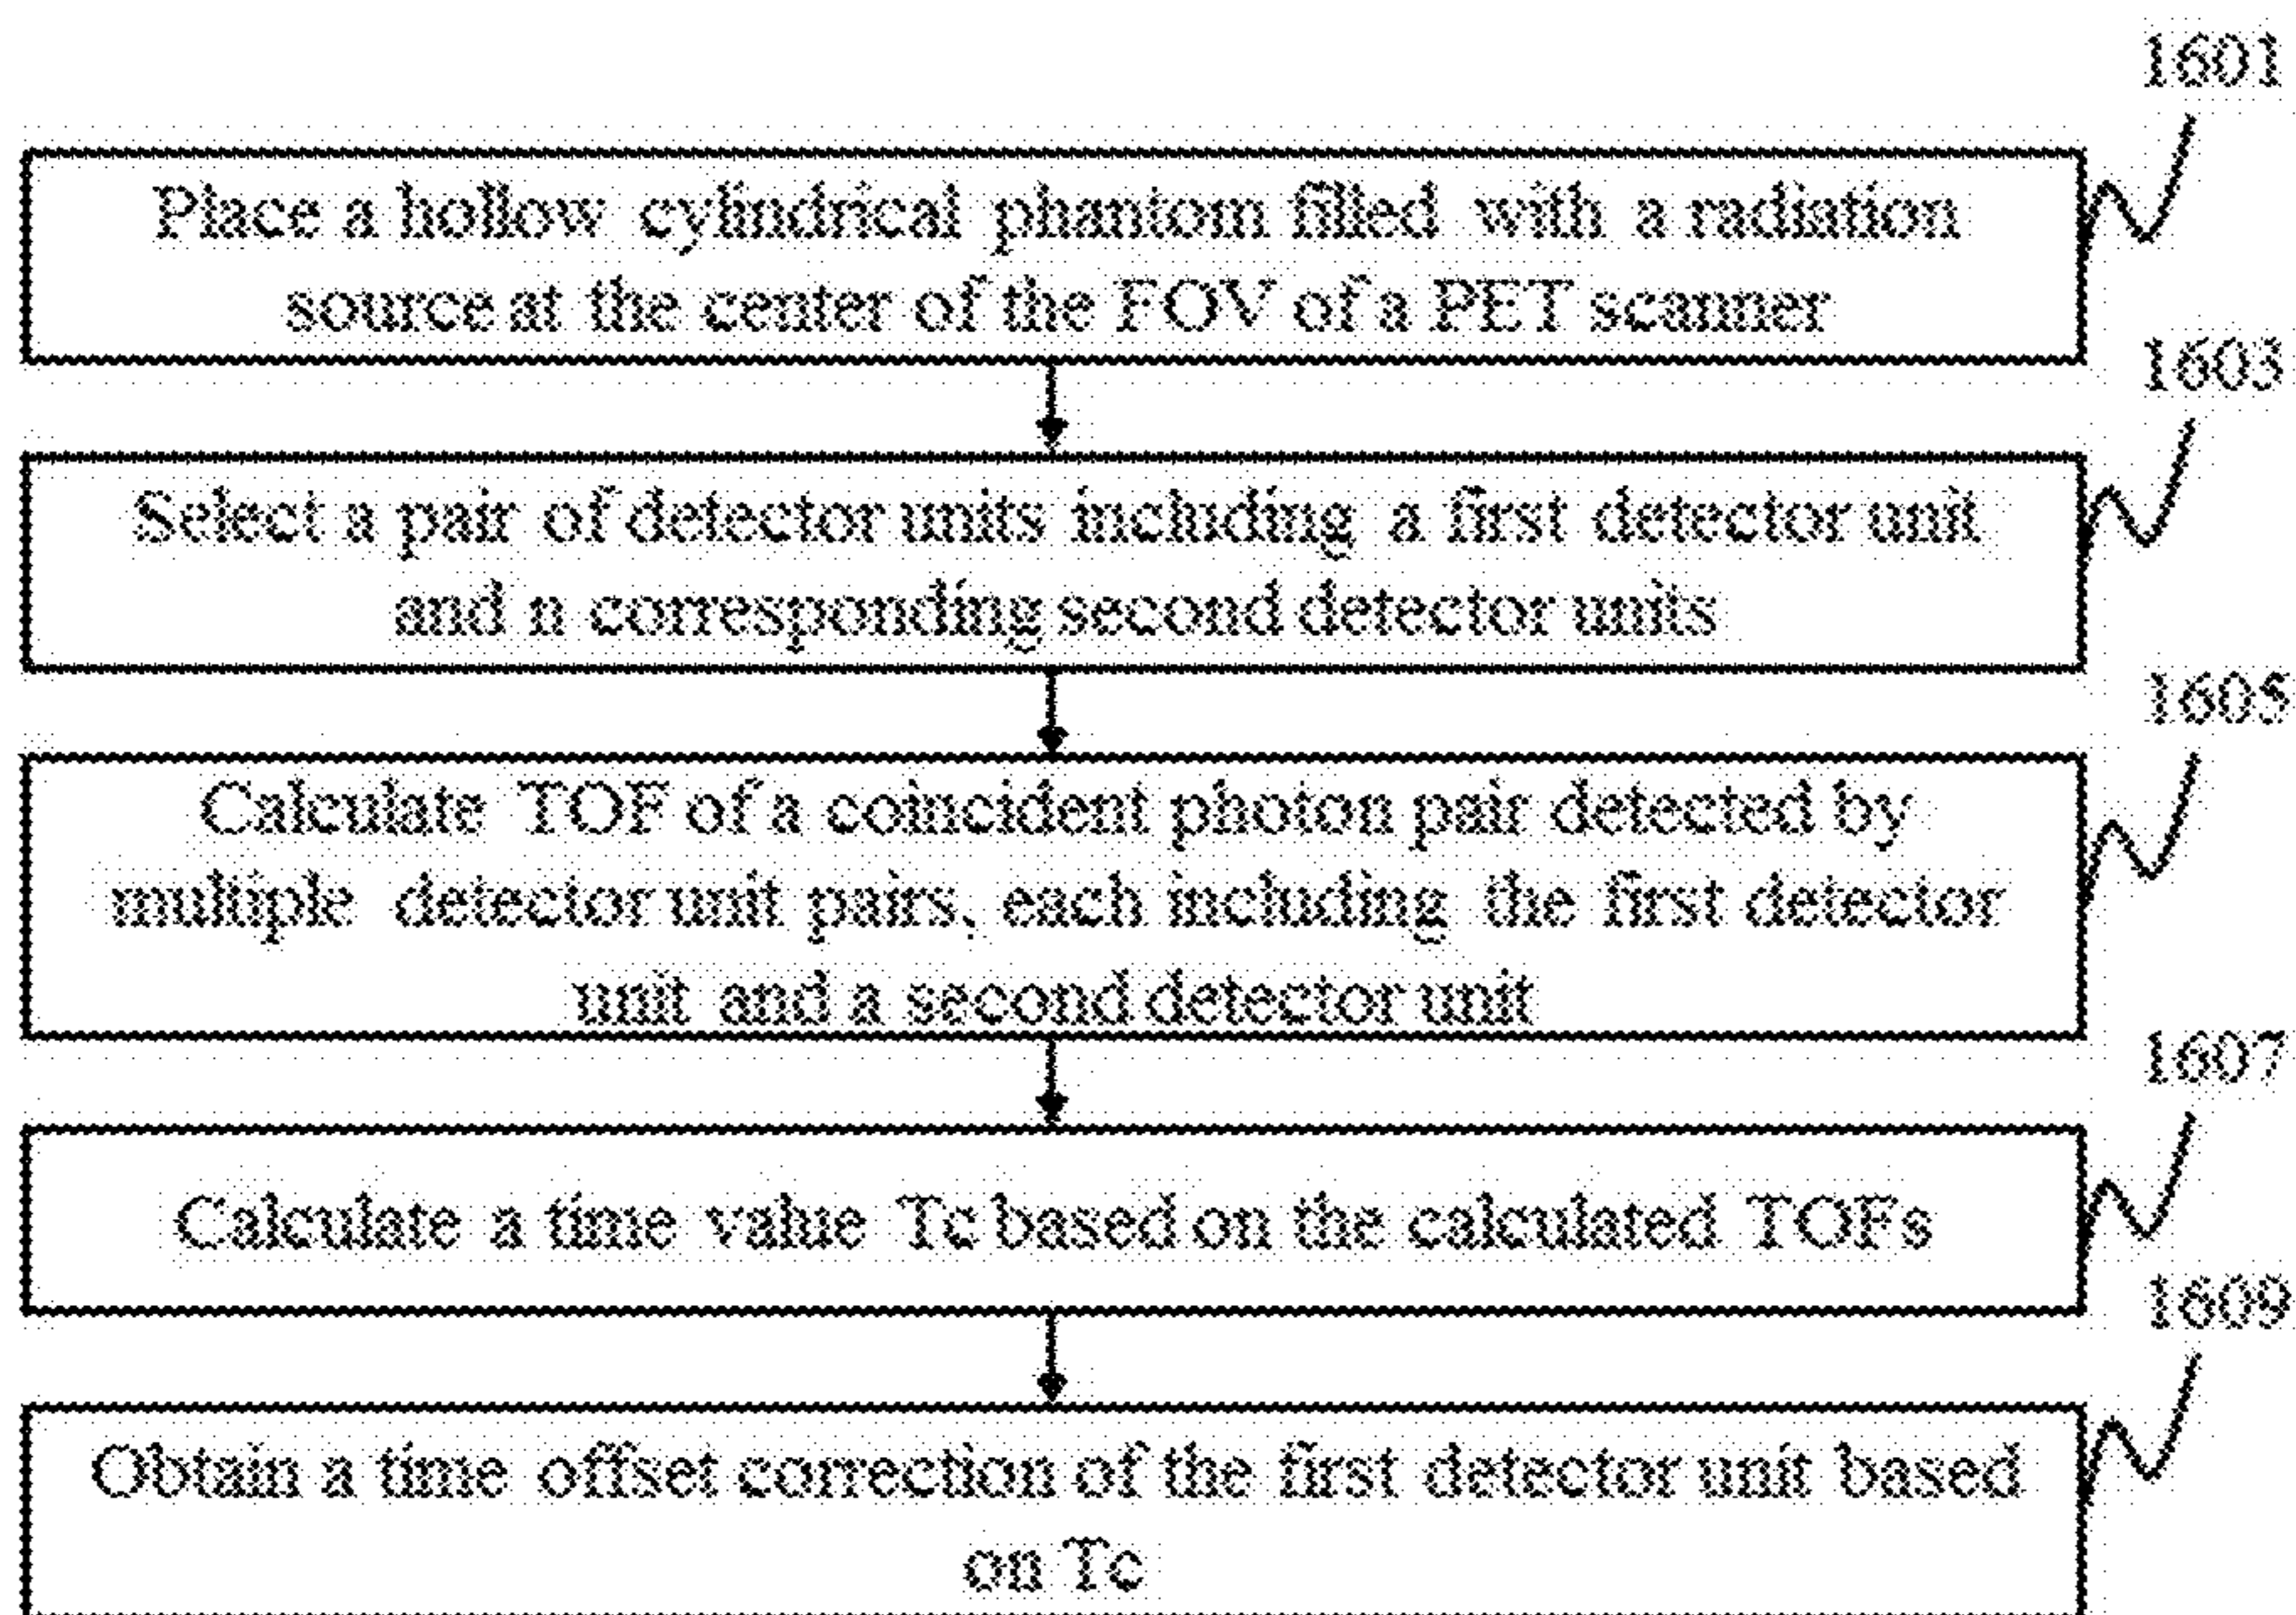 1601
Place a hollow cylindrical phantom filled with a radiation
source at the center of the FOV of a PET scanner
1603
Select a pair of detector units including a first detector unit
and n corresponding second detector units
1605
Calculate TOF of a coincident photon pair detected by
multiple detector unit pairs, each including the first detector
unit and a second detector unit
1607
Calculate a time value Tc based on the calculated TOFs
1609
Obtain a time offset correction of the first detector unit based
on Tc